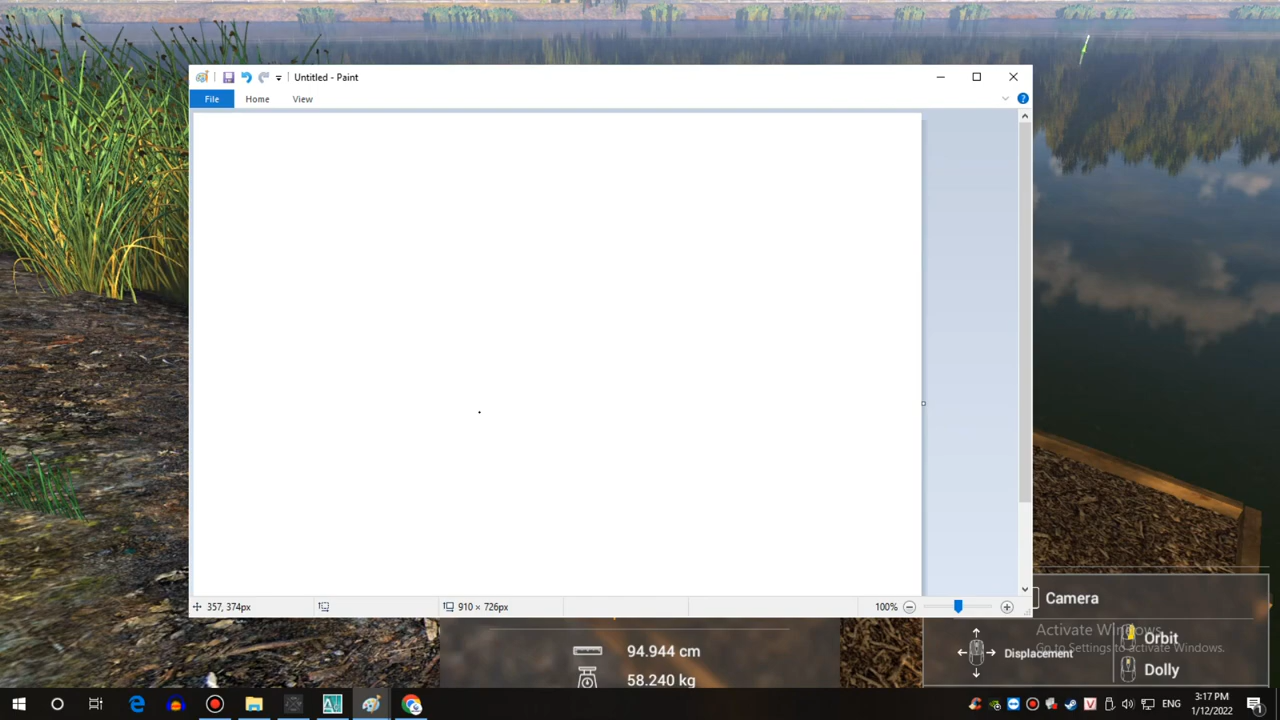 Untitled - Paint
File Home View
357, 374px
910 × 726px
100%
Camera
Activate Windows
Go to Settings to activate Windows.
Orbit
Displacement
Dolly
94.944 cm
58.240 kg
ENG
3:17 PM
1/12/2022